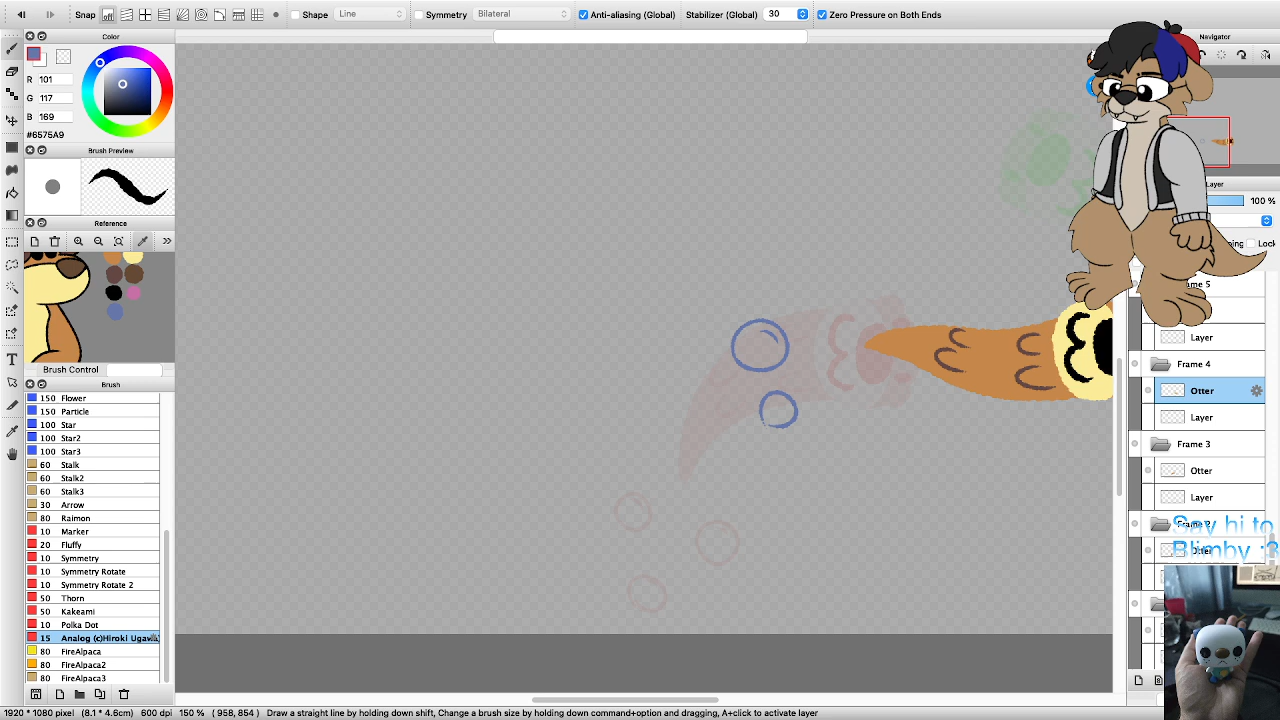 Snap
Shape
Line
Symmetry
Bilateral
Anti-aliasing (Global)
Stabilizer (Global)
30
Zero Pressure on Both Ends
Color
R 101
G 117
B 169
#6575A9
Brush Preview
Reference
Brush Control
Brush
150 Flower
150 Particle
100 Star
100 Star2
100 Star3
60 Stalk
60 Stalk2
60 Stalk3
30 Arrow
80 Raimon
10 Marker
20 Fluffy
10 Symmetry
10 Symmetry Rotate
10 Symmetry Rotate 2
50 Thorn
50 Kakeami
10 Polka Dot
15 Analog (c)Hiroki Ugawa
80 FireAlpaca
80 FireAlpaca2
80 FireAlpaca3
Navigator
Layer
100 %
Lock
Layer
Frame 4
Otter
Layer
Frame 3
Otter
Layer
Say hi to
Blimby :3
1920 * 1080 pixel (8.1 * 4.6cm) 600 dpi 150 % ( 958, 854 ) Draw a straight line by holding down shift, Change a brush size by holding down command+option and dragging, A+click to activate layer